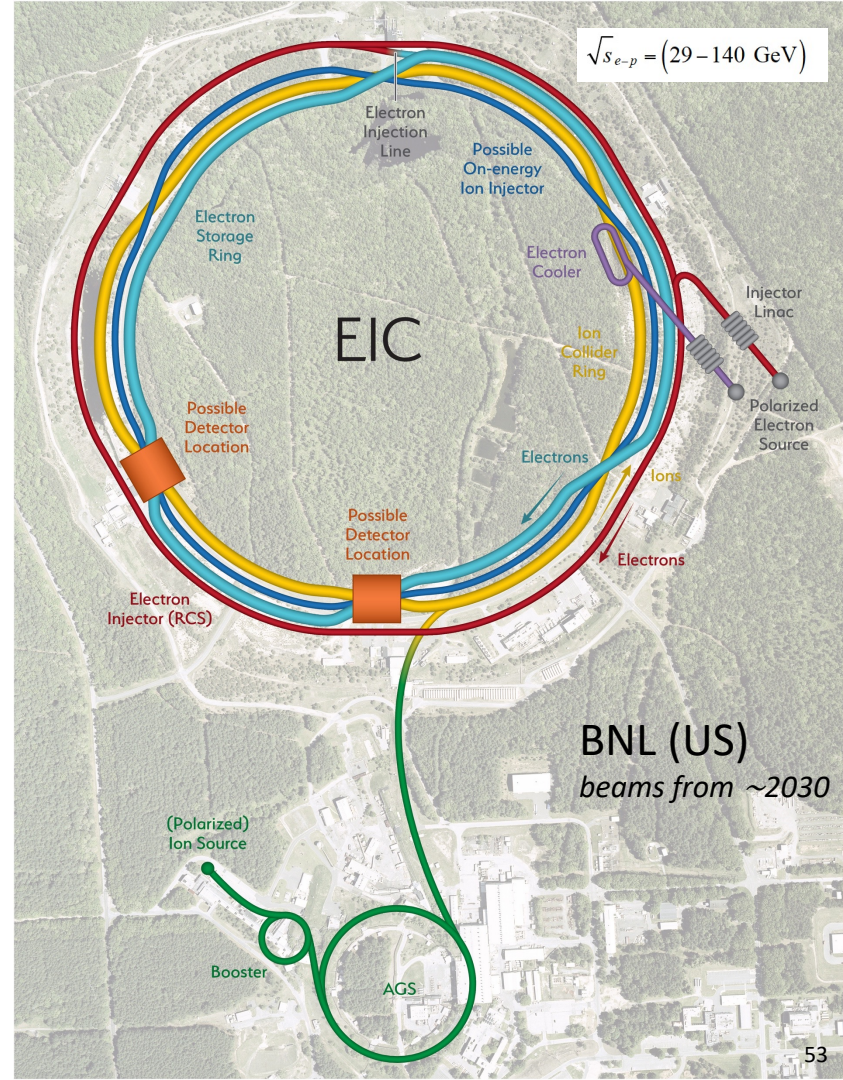 √s e−p = (29 – 140 GeV)
Electron
Injection
Line
Possible
On-energy
Ion Injector
Electron
Storage
Ring
Electron
Cooler
Injector
Linac
EIC
Ion
Collider
Ring
Polarized
Electron
Source
Possible
Detector
Location
Electrons
Ions
Possible
Detector
Location
Electrons
Electron
Injector (RCS)
BNL (US)
beams from ~2030
(Polarized)
Ion Source
Booster
AGS
53